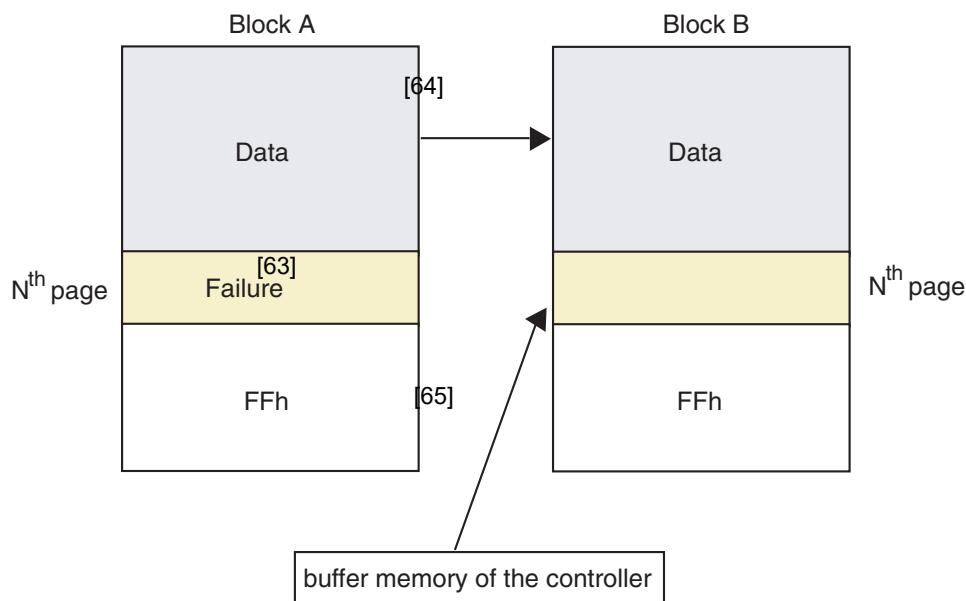 Block A
Block B
[64]
Data
Data
[63]
Failure
Nth page
Nth page
FFh
[65]
FFh
buffer memory of the controller